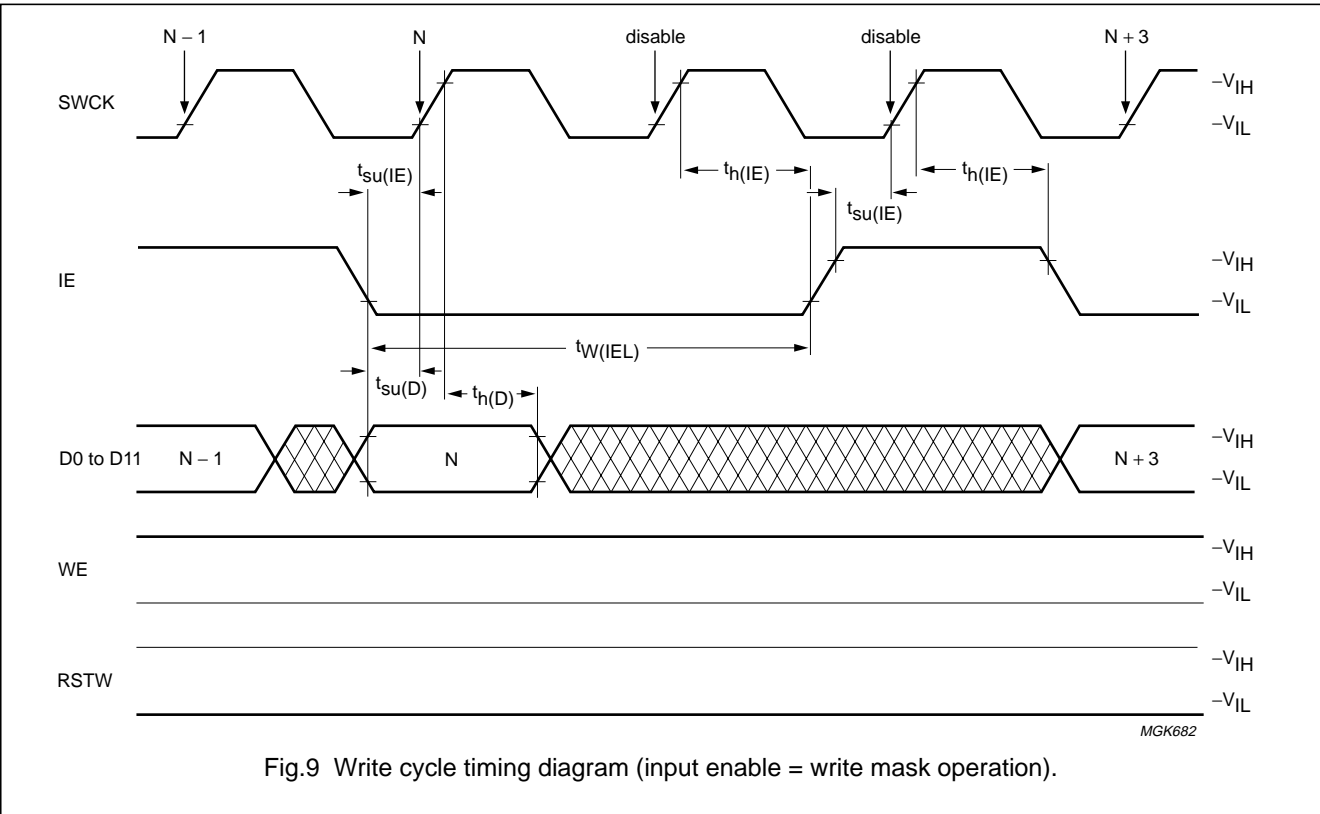 N – 1 N disable disable N + 3
SWCK
–VIH
–VIL
tsu(IE) th(IE) th(IE)
tsu(IE)
IE
–VIH
–VIL
tW(IEL)
tsu(D) th(D)
–VIH
D0 to D11 N – 1 N N + 3
–VIL
–VIH
WE
–VIL
–VIH
RSTW
–VIL
MGK682
Fig.9 Write cycle timing diagram (input enable = write mask operation).